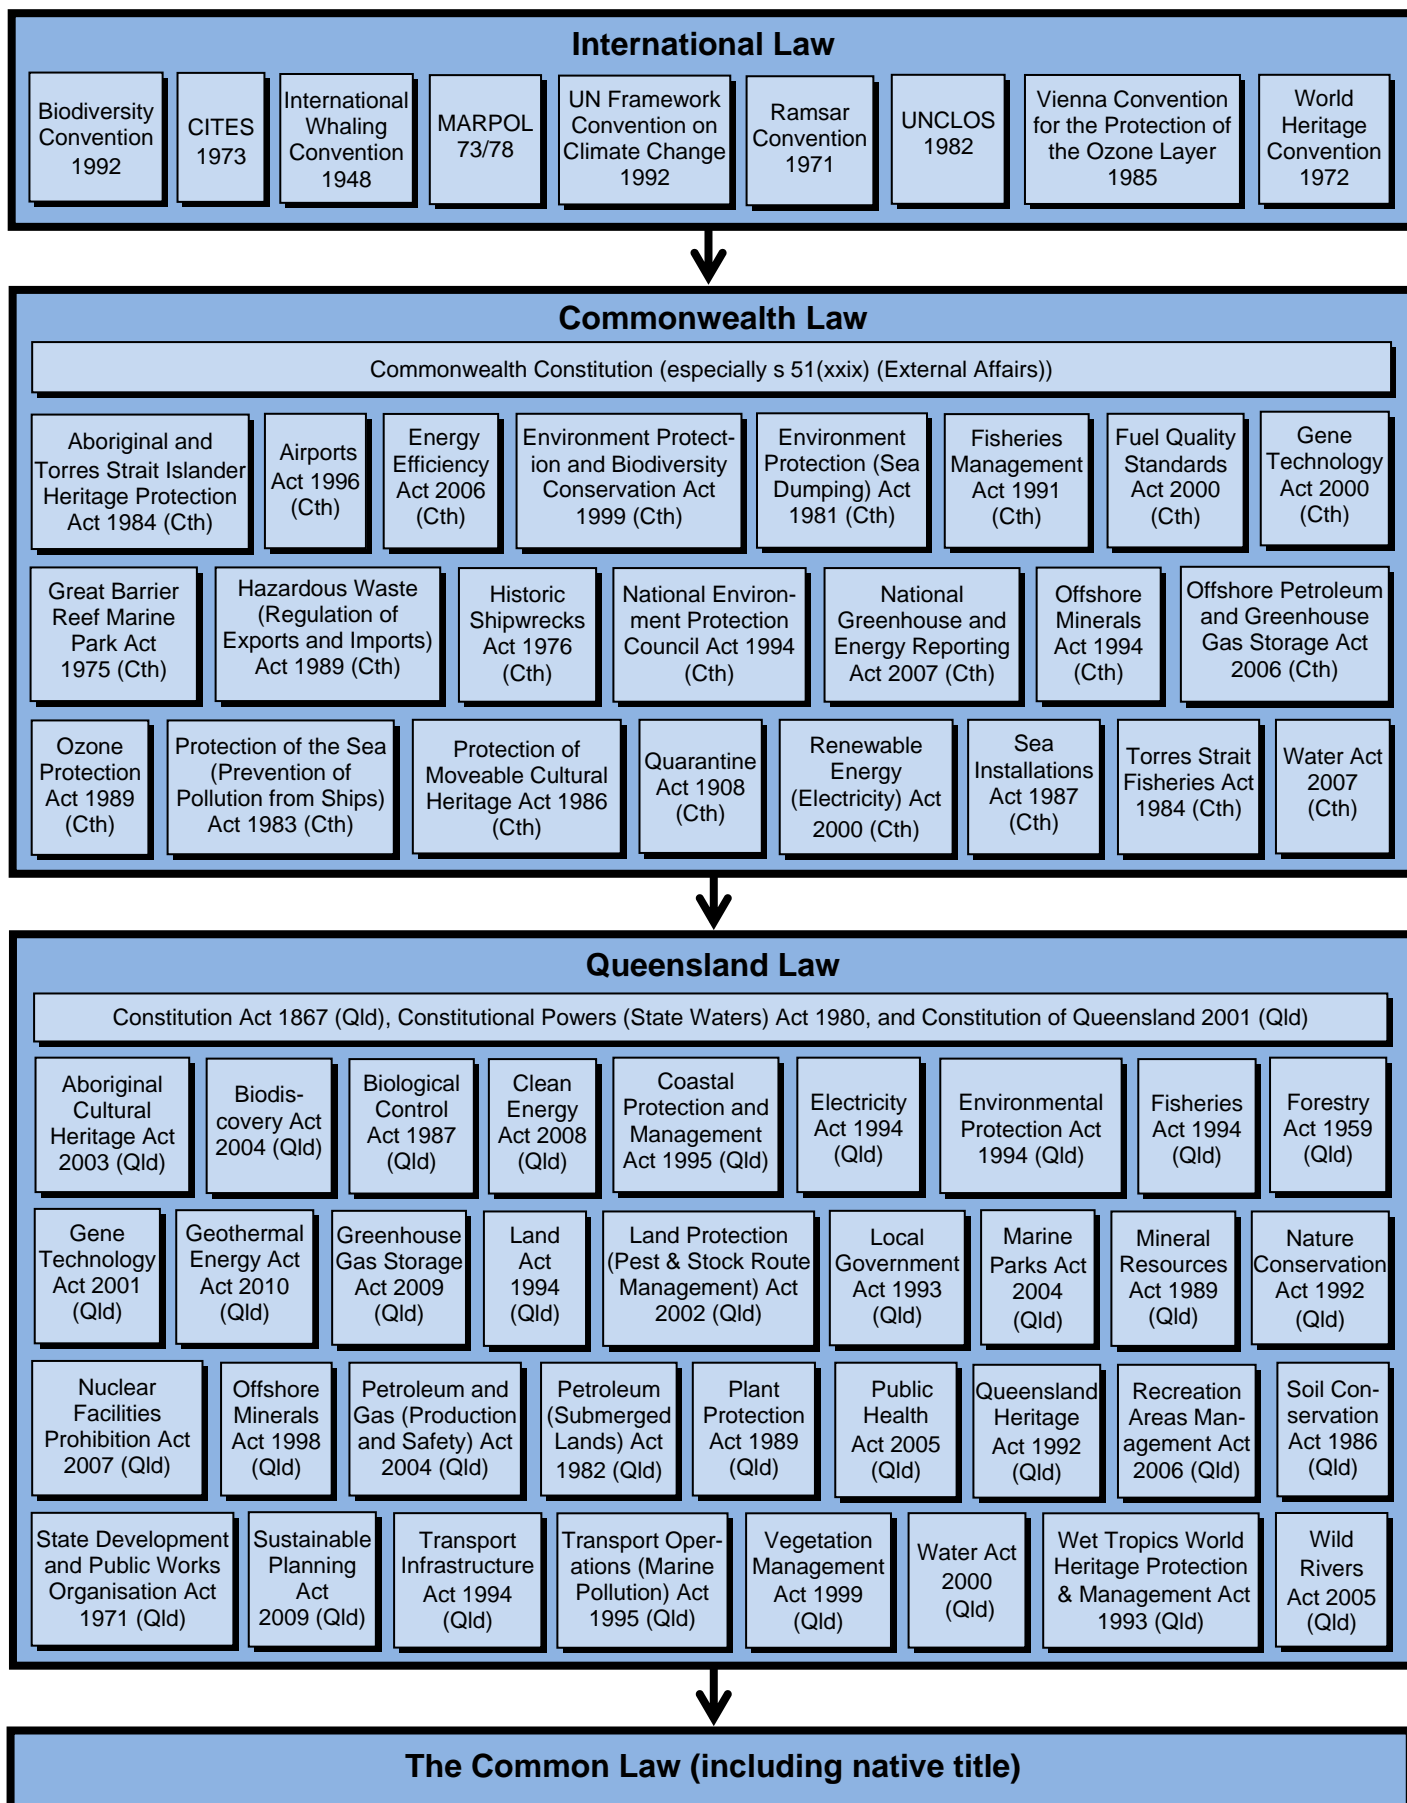 International Law
Biodiversity
Convention
1992
CITES
1973
International
Whaling
Convention
1948
MARPOL
73/78
UN Framework
Convention on
Climate Change
1992
Ramsar
Convention
1971
UNCLOS
1982
Vienna Convention
for the Protection of
the Ozone Layer
1985
World
Heritage
Convention
1972
Commonwealth Law
Commonwealth Constitution (especially s 51(xxix) (External Affairs))
Aboriginal and
Torres Strait Islander
Heritage Protection
Act 1984 (Cth)
Airports
Act 1996
(Cth)
Energy
Efficiency
Act 2006
(Cth)
Environment Protect-
ion and Biodiversity
Conservation Act
1999 (Cth)
Environment
Protection (Sea
Dumping) Act
1981 (Cth)
Fisheries
Management
Act 1991
(Cth)
Fuel Quality
Standards
Act 2000
(Cth)
Gene
Technology
Act 2000
(Cth)
Great Barrier
Reef Marine
Park Act
1975 (Cth)
Hazardous Waste
(Regulation of
Exports and Imports)
Act 1989 (Cth)
Historic
Shipwrecks
Act 1976
(Cth)
National Environ-
ment Protection
Council Act 1994
(Cth)
National
Greenhouse and
Energy Reporting
Act 2007 (Cth)
Offshore
Minerals
Act 1994
(Cth)
Offshore Petroleum
and Greenhouse
Gas Storage Act
2006 (Cth)
Ozone
Protection
Act 1989
(Cth)
Protection of the Sea
(Prevention of
Pollution from Ships)
Act 1983 (Cth)
Protection of
Moveable Cultural
Heritage Act 1986
(Cth)
Quarantine
Act 1908
(Cth)
Renewable
Energy
(Electricity) Act
2000 (Cth)
Sea
Installations
Act 1987
(Cth)
Torres Strait
Fisheries Act
1984 (Cth)
Water Act
2007
(Cth)
Queensland Law
Constitution Act 1867 (Qld), Constitutional Powers (State Waters) Act 1980, and Constitution of Queensland 2001 (Qld)
Aboriginal
Cultural
Heritage Act
2003 (Qld)
Biodis-
covery Act
2004 (Qld)
Biological
Control
Act 1987
(Qld)
Clean
Energy
Act 2008
(Qld)
Coastal
Protection and
Management
Act 1995 (Qld)
Electricity
Act 1994
(Qld)
Environmental
Protection Act
1994 (Qld)
Fisheries
Act 1994
(Qld)
Forestry
Act 1959
(Qld)
Gene
Technology
Act 2001
(Qld)
Geothermal
Energy Act
Act 2010
(Qld)
Greenhouse
Gas Storage
Act 2009
(Qld)
Land
Act
1994
(Qld)
Land Protection
(Pest & Stock Route
Management) Act
2002 (Qld)
Local
Government
Act 1993
(Qld)
Marine
Parks Act
2004
(Qld)
Mineral
Resources
Act 1989
(Qld)
Nature
Conservation
Act 1992
(Qld)
Nuclear
Facilities
Prohibition Act
2007 (Qld)
Offshore
Minerals
Act 1998
(Qld)
Petroleum and
Gas (Production
and Safety) Act
2004 (Qld)
Petroleum
(Submerged
Lands) Act
1982 (Qld)
Plant
Protection
Act 1989
(Qld)
Public
Health
Act 2005
(Qld)
Queensland
Heritage
Act 1992
(Qld)
Recreation
Areas Man-
agement Act
2006 (Qld)
Soil Con-
servation
Act 1986
(Qld)
State Development
and Public Works
Organisation Act
1971 (Qld)
Sustainable
Planning
Act
2009 (Qld)
Transport
Infrastructure
Act 1994
(Qld)
Transport Oper-
ations (Marine
Pollution) Act
1995 (Qld)
Vegetation
Management
Act 1999
(Qld)
Water Act
2000
(Qld)
Wet Tropics World
Heritage Protection
& Management Act
1993 (Qld)
Wild
Rivers
Act 2005
(Qld)
The Common Law (including native title)